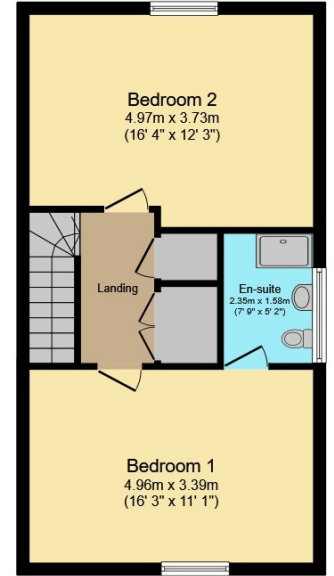 Bedroom 2
4.97m x 3.73m
(16' 4" x 12' 3")
Landing
En-suite
2.35m x 1.58m
(7' 9" x 5' 2")
Bedroom 1
4.96m x 3.39m
(16' 3" x 11' 1")